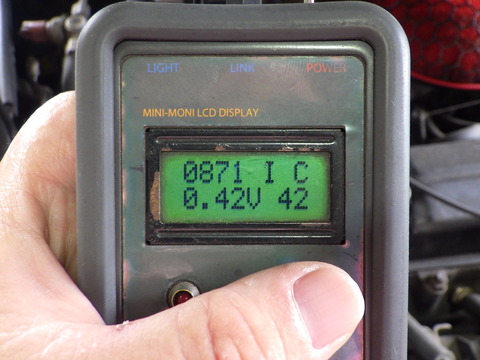 LIGHT LINK POWER
MINI-MONI LCD DISPLAY
0871 I C
0.42V 42